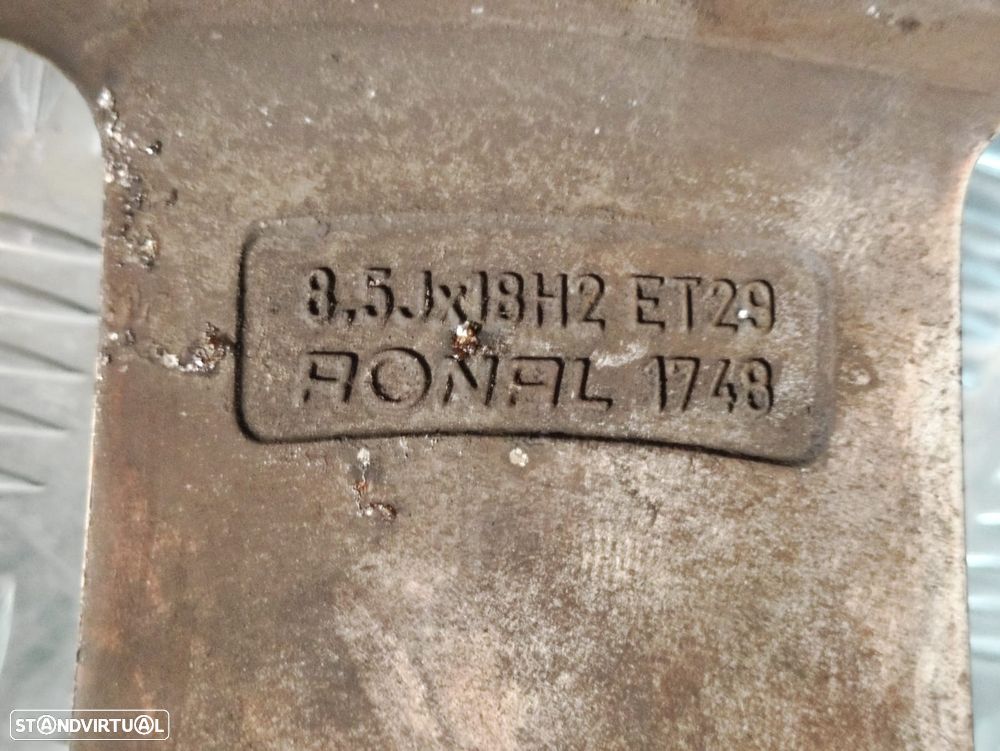 8,5Jx18H2 ET29
RONAL 1748
STANDVIRTUAL